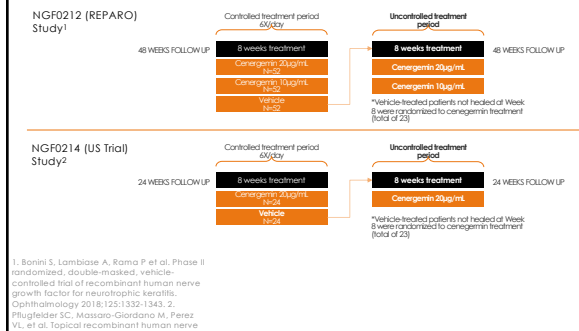 NGF0212 (REPARO)
Study1
Controlled treatment period
6X/day
Uncontrolled treatment
period
48 WEEKS FOLLOW UP
8 weeks treatment
8 weeks treatment
48 WEEKS FOLLOW UP
Cenergemin 20µg/mL
N=52
Cenergemin 20µg/mL
Cenergemin 10µg/mL
N=52
Cenergemin 10µg/mL
Vehicle
N=52
*Vehicle-treated patients not healed at Week
8 were randomized to cenegermin treatment
(total of 23)
NGF0214 (US Trial)
Study2
Controlled treatment period
6X/day
Uncontrolled treatment
period
24 WEEKS FOLLOW UP
8 weeks treatment
8 weeks treatment
24 WEEKS FOLLOW UP
Cenergemin 20µg/mL
N=24
Cenergemin 20µg/mL
Vehicle
N=24
*Vehicle-treated patients not healed at Week
8 were randomized to cenegermin treatment
(total of 23)
1. Bonini S, Lambiase A, Rama P et al. Phase II
randomized, double-masked, vehicle-
controlled trial of recombinant human nerve
growth factor for neurotrophic keratitis.
Ophthalmology 2018;125:1332-1343. 2.
Pflugfelder SC, Massaro-Giordano M, Perez
VL, et al. Topical recombinant human nerve